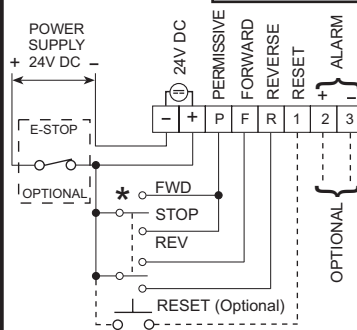 POWER
SUPPLY
24V DC
+ −
24V DC
PERMISSIVE
FORWARD
REVERSE
RESET
ALARM
+ −
− + P F R 1 2 3
E-STOP
OPTIONAL
* FWD
STOP
REV
OPTIONAL
RESET (Optional)